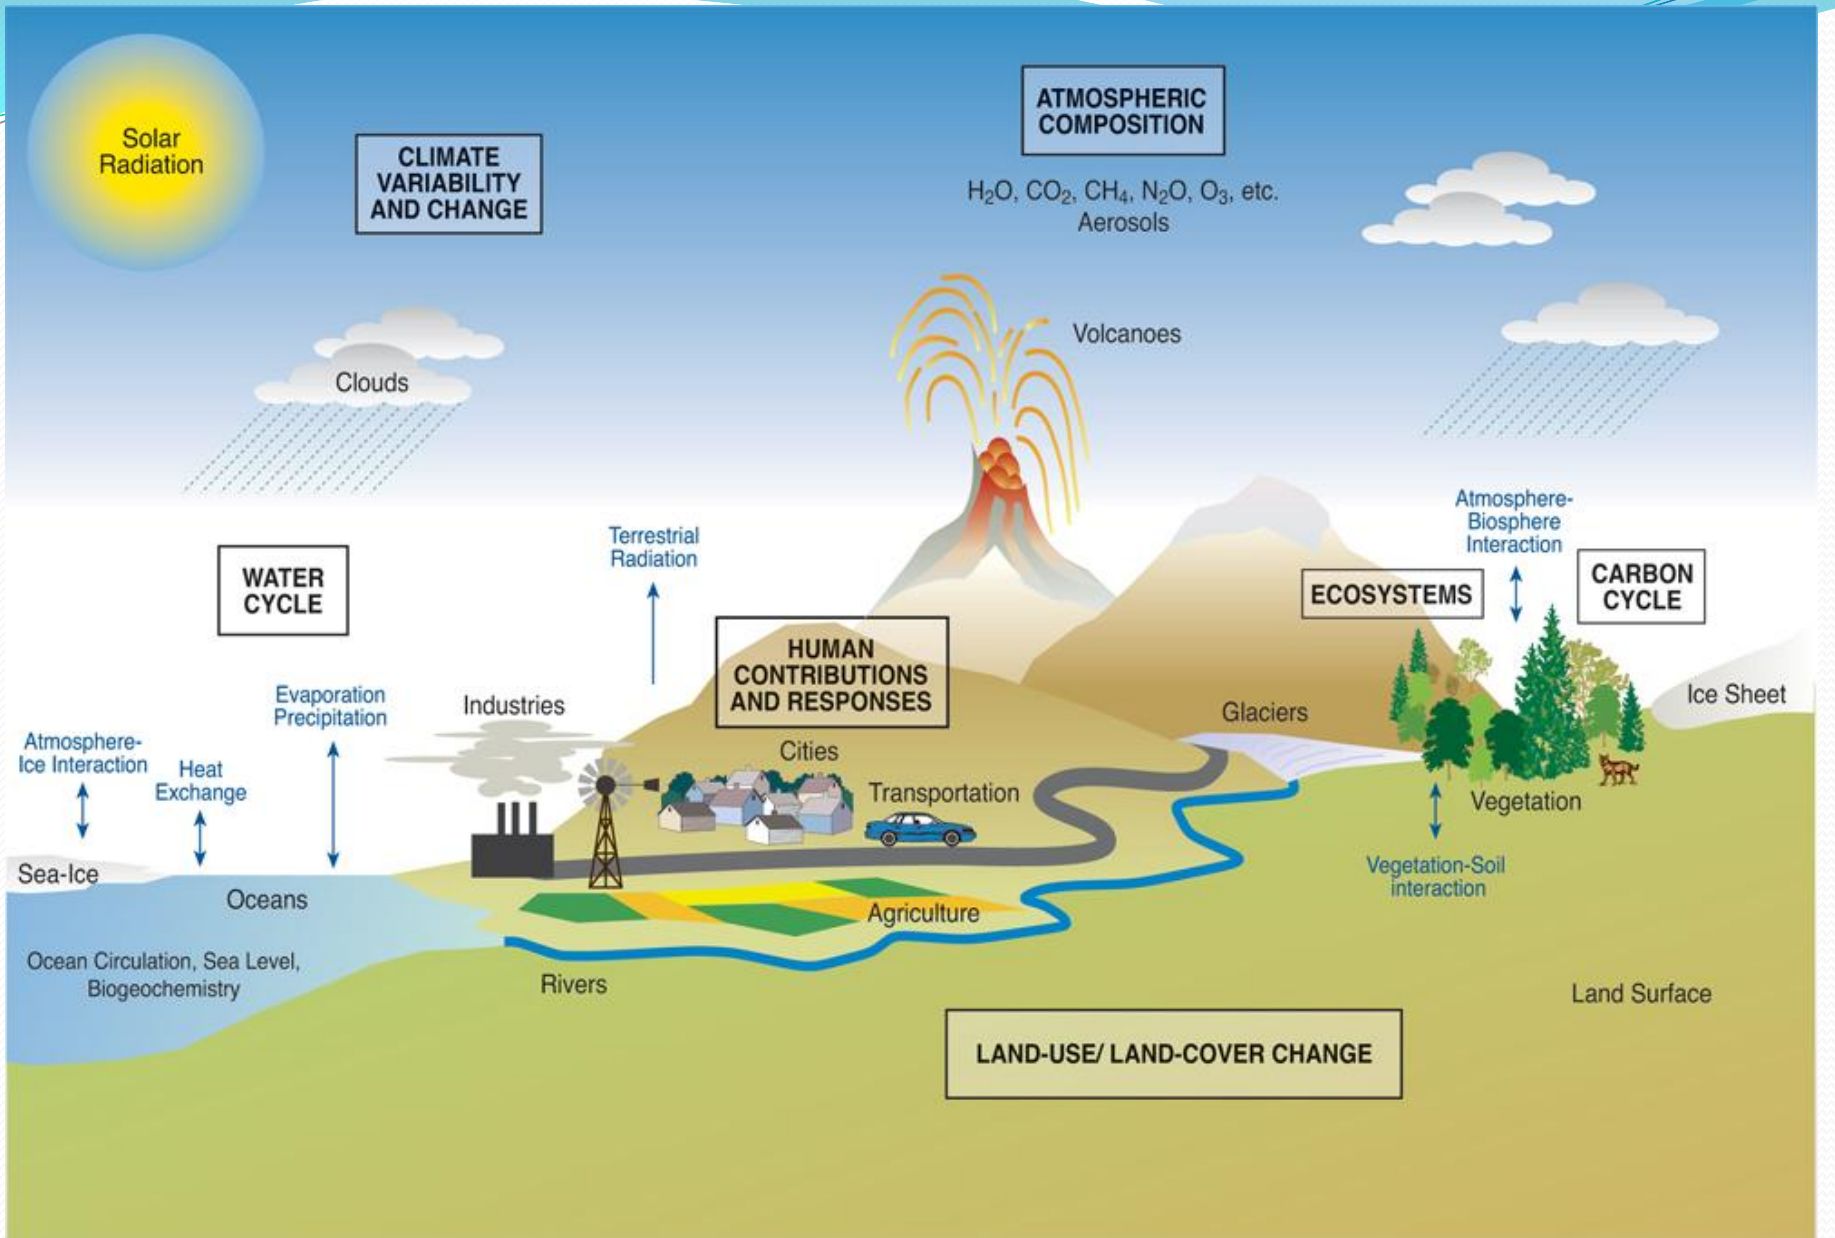 Solar
Radiation
CLIMATE
VARIABILITY
AND CHANGE
ATMOSPHERIC
COMPOSITION
H₂O, CO₂, CH₄, N₂O, O₃, etc.
Aerosols
Clouds
Volcanoes
WATER
CYCLE
Terrestrial
Radiation
Atmosphere-
Biosphere
Interaction
ECOSYSTEMS
CARBON
CYCLE
HUMAN
CONTRIBUTIONS
AND RESPONSES
Evaporation
Precipitation
Industries
Glaciers
Ice Sheet
Atmosphere-
Ice Interaction
Heat
Exchange
Cities
Transportation
Vegetation
Sea-Ice
Oceans
Agriculture
Vegetation-Soil
interaction
Ocean Circulation, Sea Level,
Biogeochemistry
Rivers
Land Surface
LAND-USE/ LAND-COVER CHANGE